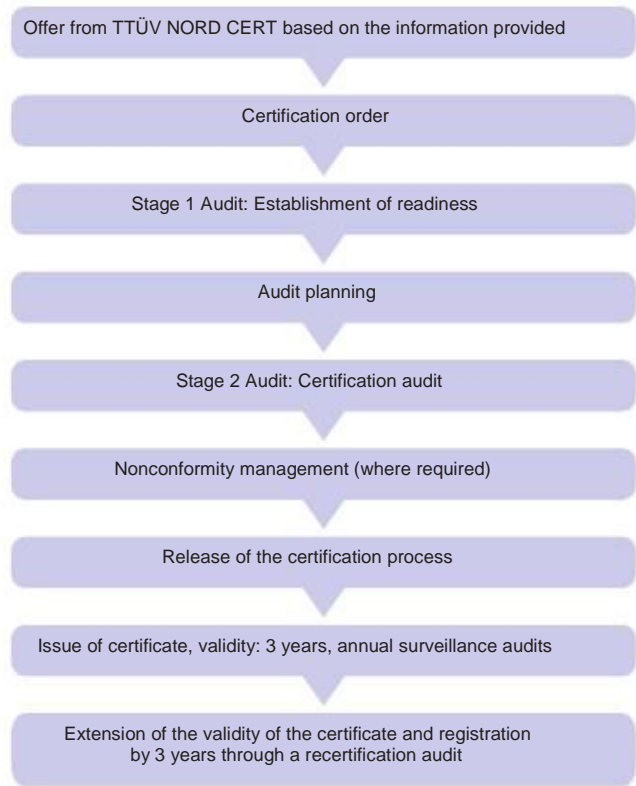 Offer from TTÜV NORD CERT based on the information provided
Certification order
Stage 1 Audit: Establishment of readiness
Audit planning
Stage 2 Audit: Certification audit
Nonconformity management (where required)
Release of the certification process
Issue of certificate, validity: 3 years, annual surveillance audits
Extension of the validity of the certificate and registration
by 3 years through a recertification audit